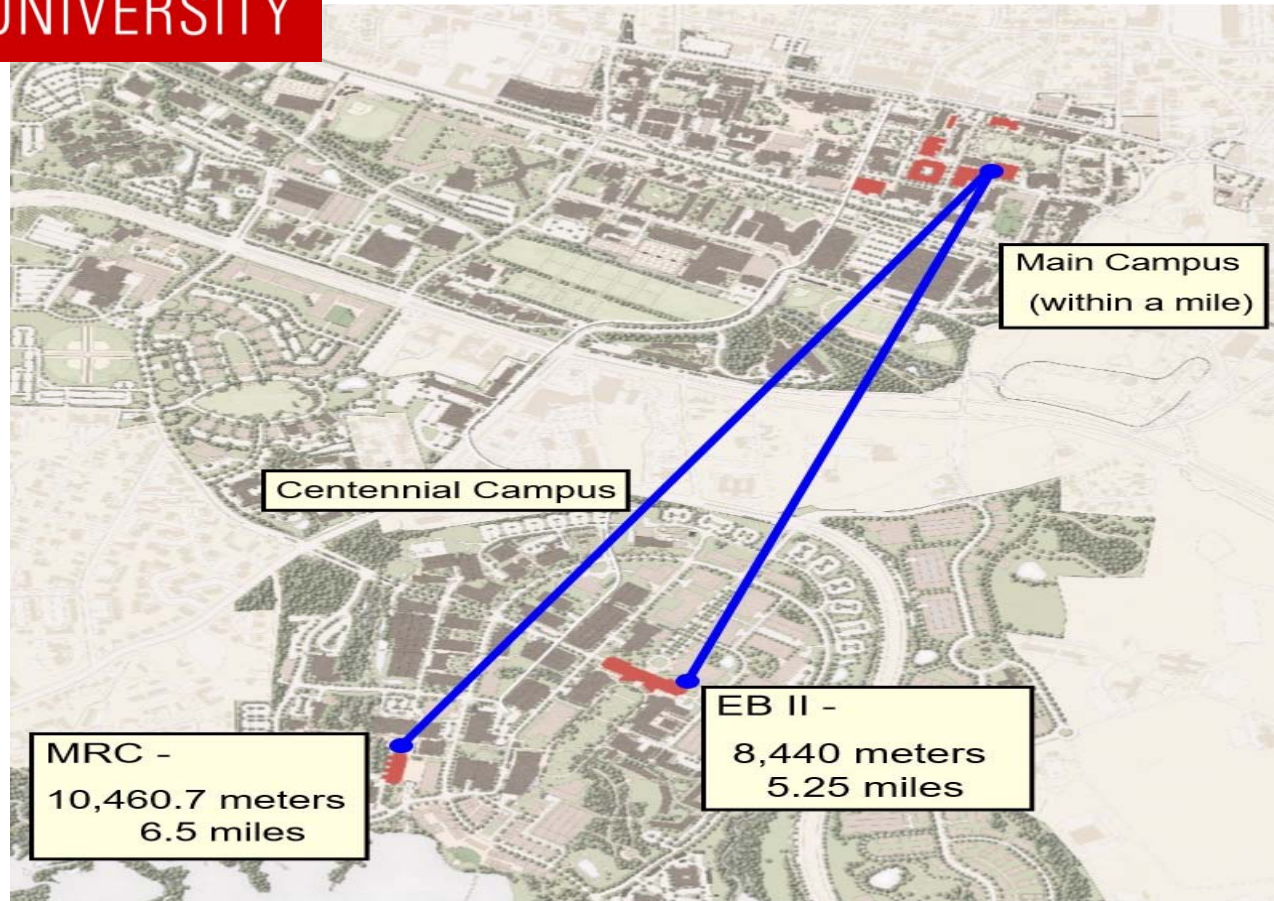 UNIVERSITY
Main Campus
(within a mile)
Centennial Campus
EB II -
8,440 meters
5.25 miles
MRC -
10,460.7 meters
6.5 miles